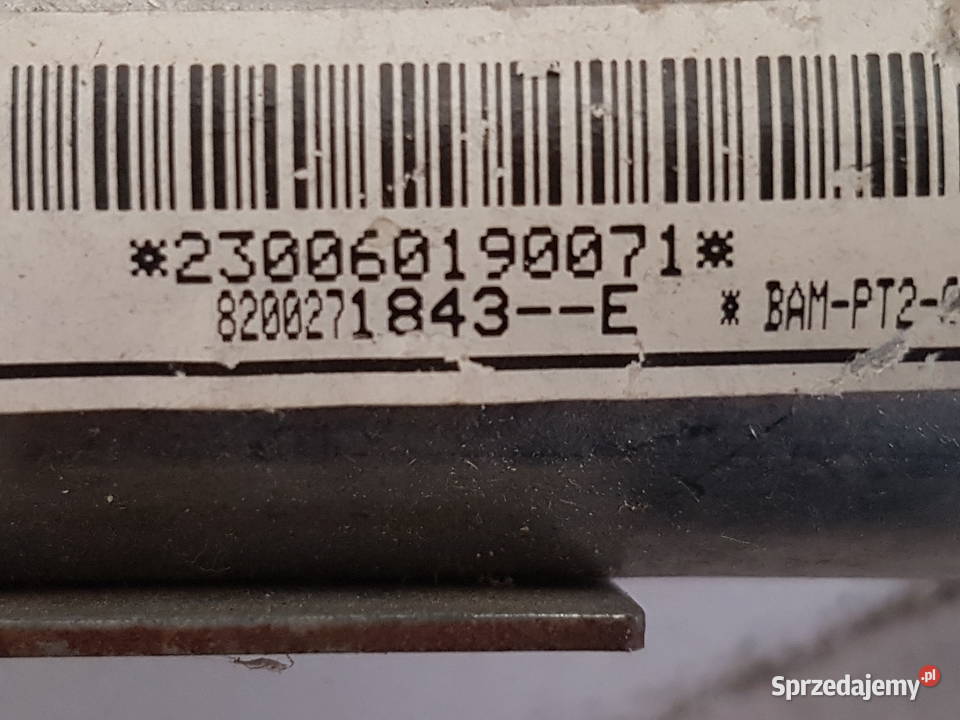 *230060190071*
8200271843--E * BAM-PT2-
Sprzedajemy.pl